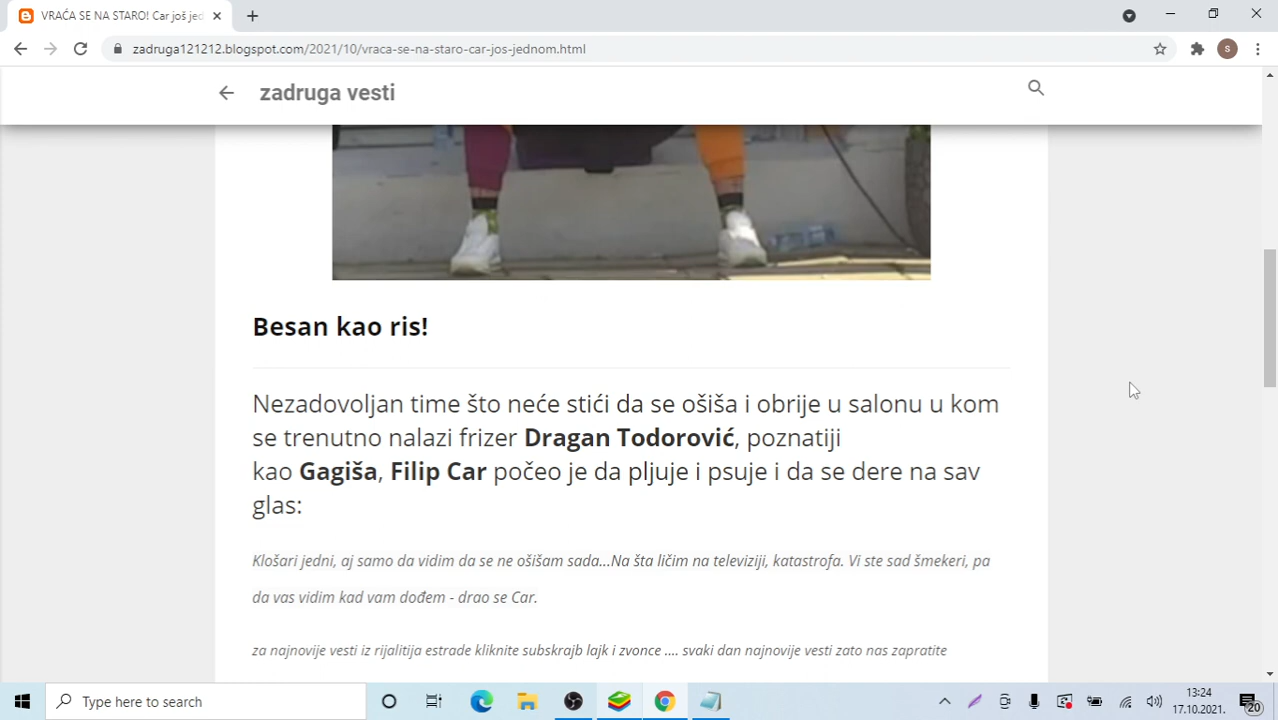 VRAĆA SE NA STARO! Car još jed
zadruga121212.blogspot.com/2021/10/vraca-se-na-staro-car-jos-jednom.html
S
zadruga vesti
Besan kao ris!
Nezadovoljan time što neće stići da se ošiša i obrije u salonu u kom
se trenutno nalazi frizer Dragan Todorović, poznatiji
kao Gagiša, Filip Car počeo je da pljuje i psuje i da se dere na sav
glas:
Klošari jedni, aj samo da vidim da se ne ošišam sada...Na šta ličim na televiziji, katastrofa. Vi ste sad šmekeri, pa
da vas vidim kad vam dođem - drao se Car.
za najnovije vesti iz rijalitija estrade kliknite subskrajb lajk i zvonce .... svaki dan najnovije vesti zato nas zapratite
Type here to search
13:24
17.10.2021.
20